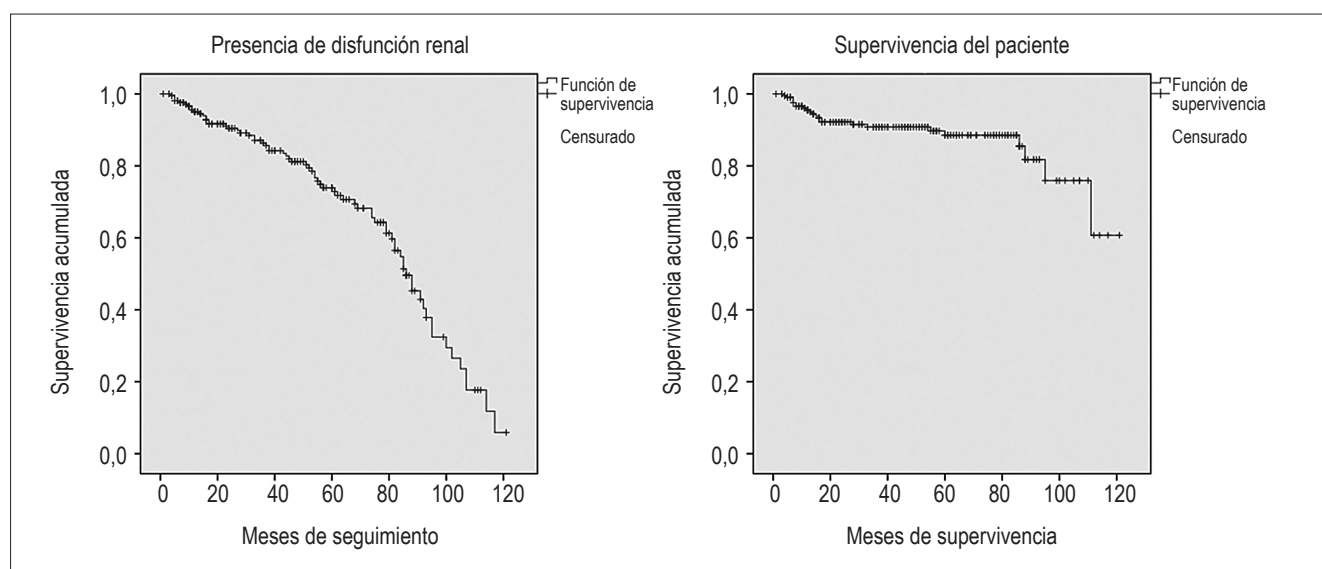 Presencia de disfunción renal
Función de
supervivencia
Censurado
Supervivencia acumulada
1,0
0,8
0,6
0,4
0,2
0,0
0 20 40 60 80 100 120
Meses de seguimiento
Supervivencia del paciente
Función de
supervivencia
Censurado
Supervivencia acumulada
1,0
0,8
0,6
0,4
0,2
0,0
0 20 40 60 80 100 120
Meses de supervivencia